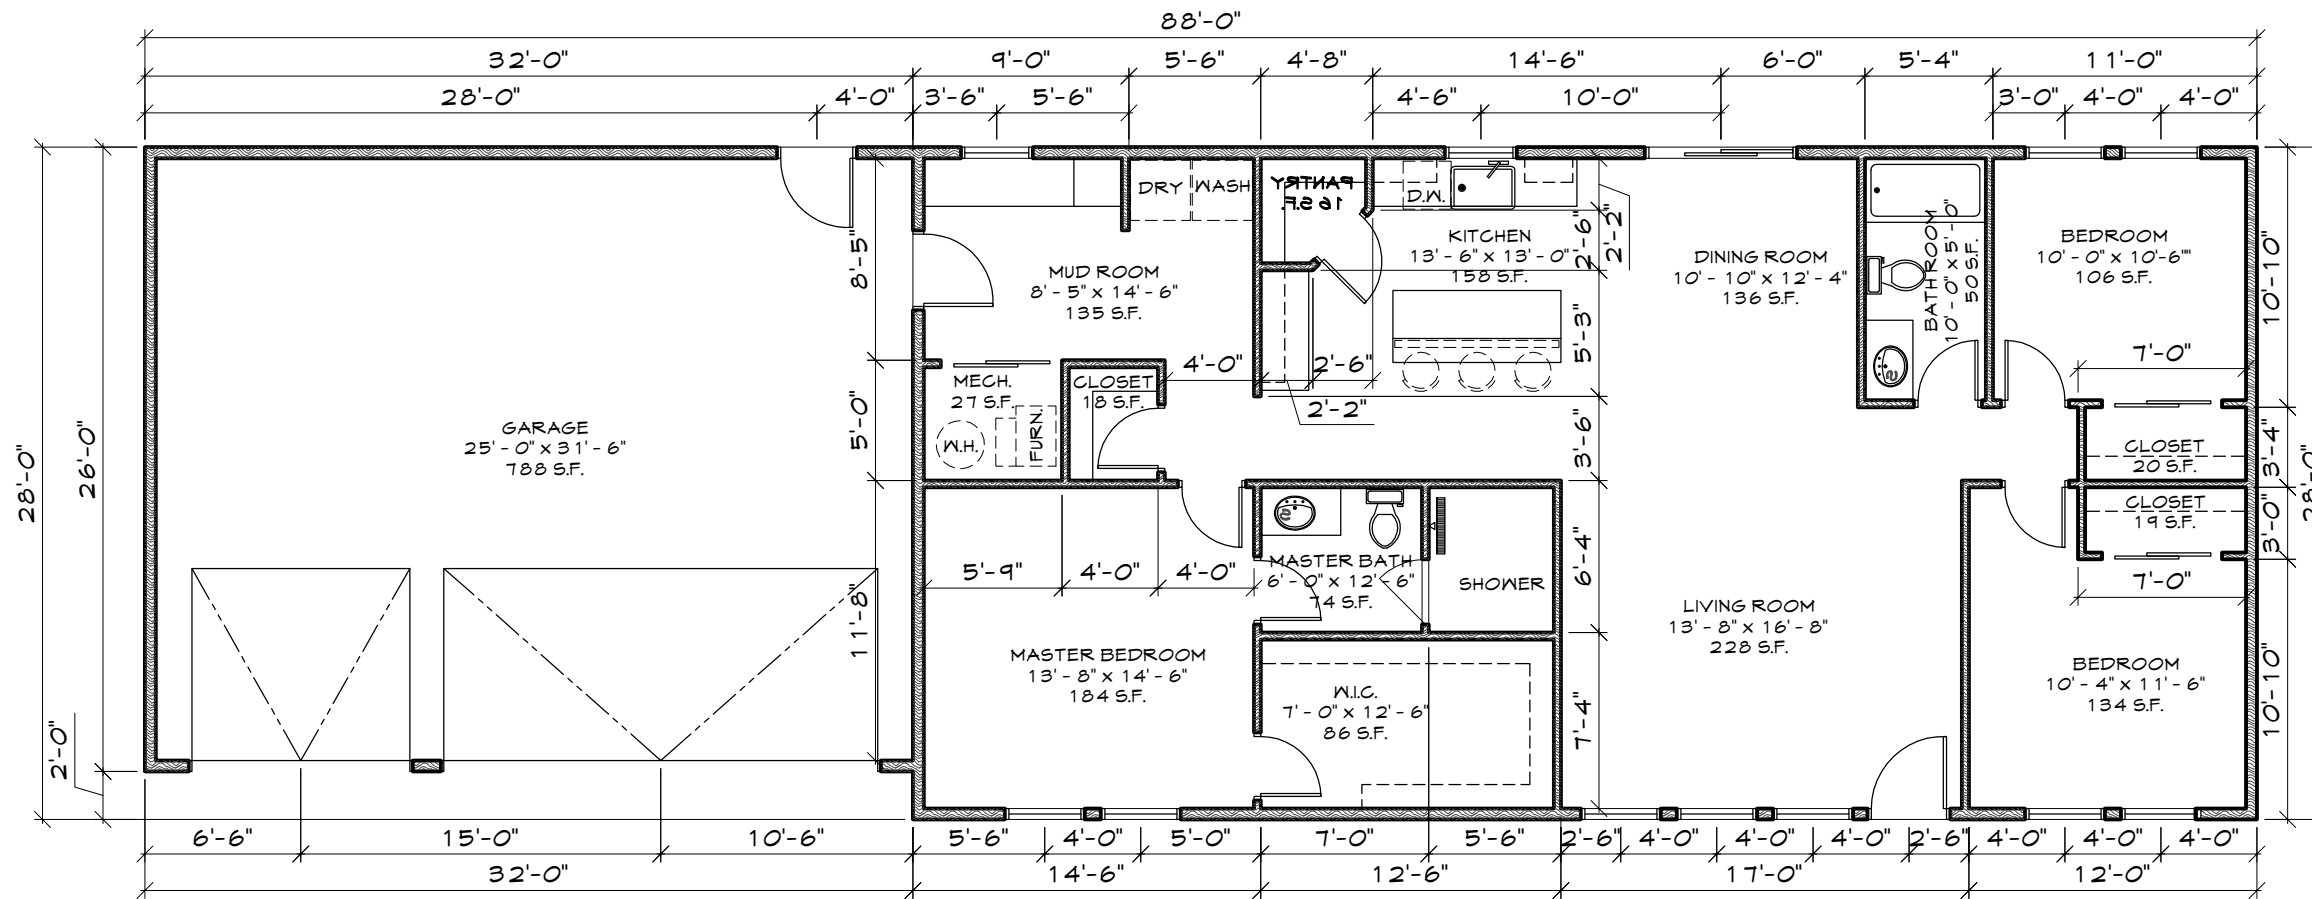 88'-0"
32'-0"
9'-0"
5'-6"
4'-8"
14'-6"
6'-0"
5'-4"
11'-0"
28'-0"
4'-0"
3'-6"
5'-6"
4'-6"
10'-0"
3'-0"
4'-0"
4'-0"
DRY
WASH
PANTRY
16 S.F.
D.W.
2'-6"
2'-2"
8'-5"
MUD ROOM
8' - 5" x 14' - 6"
135 S.F.
KITCHEN
13' - 6" x 13' - 0"
158 S.F.
DINING ROOM
10' - 10" x 12' - 4"
136 S.F.
BATH ROOM
10' - 0" x 5' - 0"
50 S.F.
BEDROOM
10' - 0" x 10'-6""
106 S.F.
10'-10"
5'-3"
4'-0"
2'-6"
2'-2"
7'-0"
MECH.
27 S.F.
W.H.
FURN.
CLOSET
18 S.F.
5'-0"
3'-6"
GARAGE
25' - 0" x 31' - 6"
788 S.F.
28'-0"
26'-0"
2'-0"
CLOSET
20 S.F.
3'-4"
28'-0"
CLOSET
19 S.F.
3'-0"
7'-0"
5'-9"
4'-0"
4'-0"
MASTER BATH
6' - 0" x 12' - 6"
74 S.F.
SHOWER
6'-4"
11'-8"
LIVING ROOM
13' - 8" x 16' - 8"
228 S.F.
MASTER BEDROOM
13' - 8" x 14' - 6"
184 S.F.
W.I.C.
7' - 0" x 12' - 6"
86 S.F.
7'-4"
BEDROOM
10' - 4" x 11' - 6"
134 S.F.
10'-10"
6'-6"
15'-0"
10'-6"
5'-6"
4'-0"
5'-0"
7'-0"
5'-6"
2'-6"
4'-0"
4'-0"
4'-0"
2'-6"
4'-0"
4'-0"
4'-0"
32'-0"
14'-6"
12'-6"
17'-0"
12'-0"